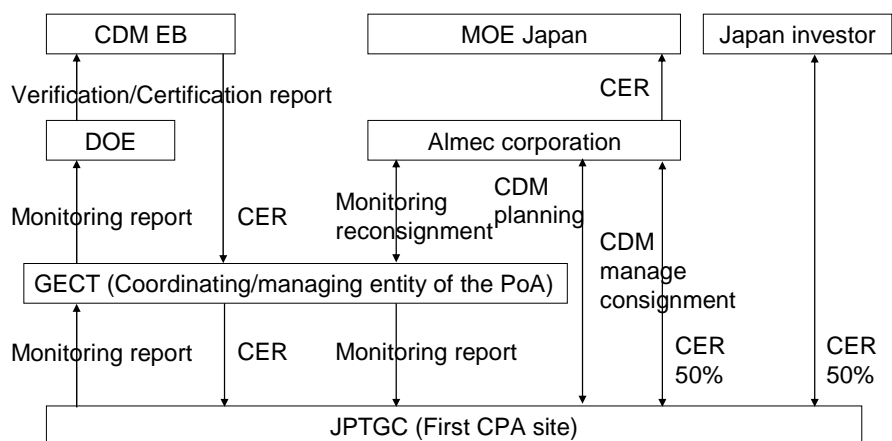 CDM EB
MOE Japan
Japan investor
Verification/Certification report
CER
DOE
Almec corporation
Monitoring report
CER
Monitoring
reconsignment
CDM
planning
CDM
manage
consignment
GECT (Coordinating/managing entity of the PoA)
Monitoring report
CER
Monitoring report
CER
50%
CER
50%
JPTGC (First CPA site)